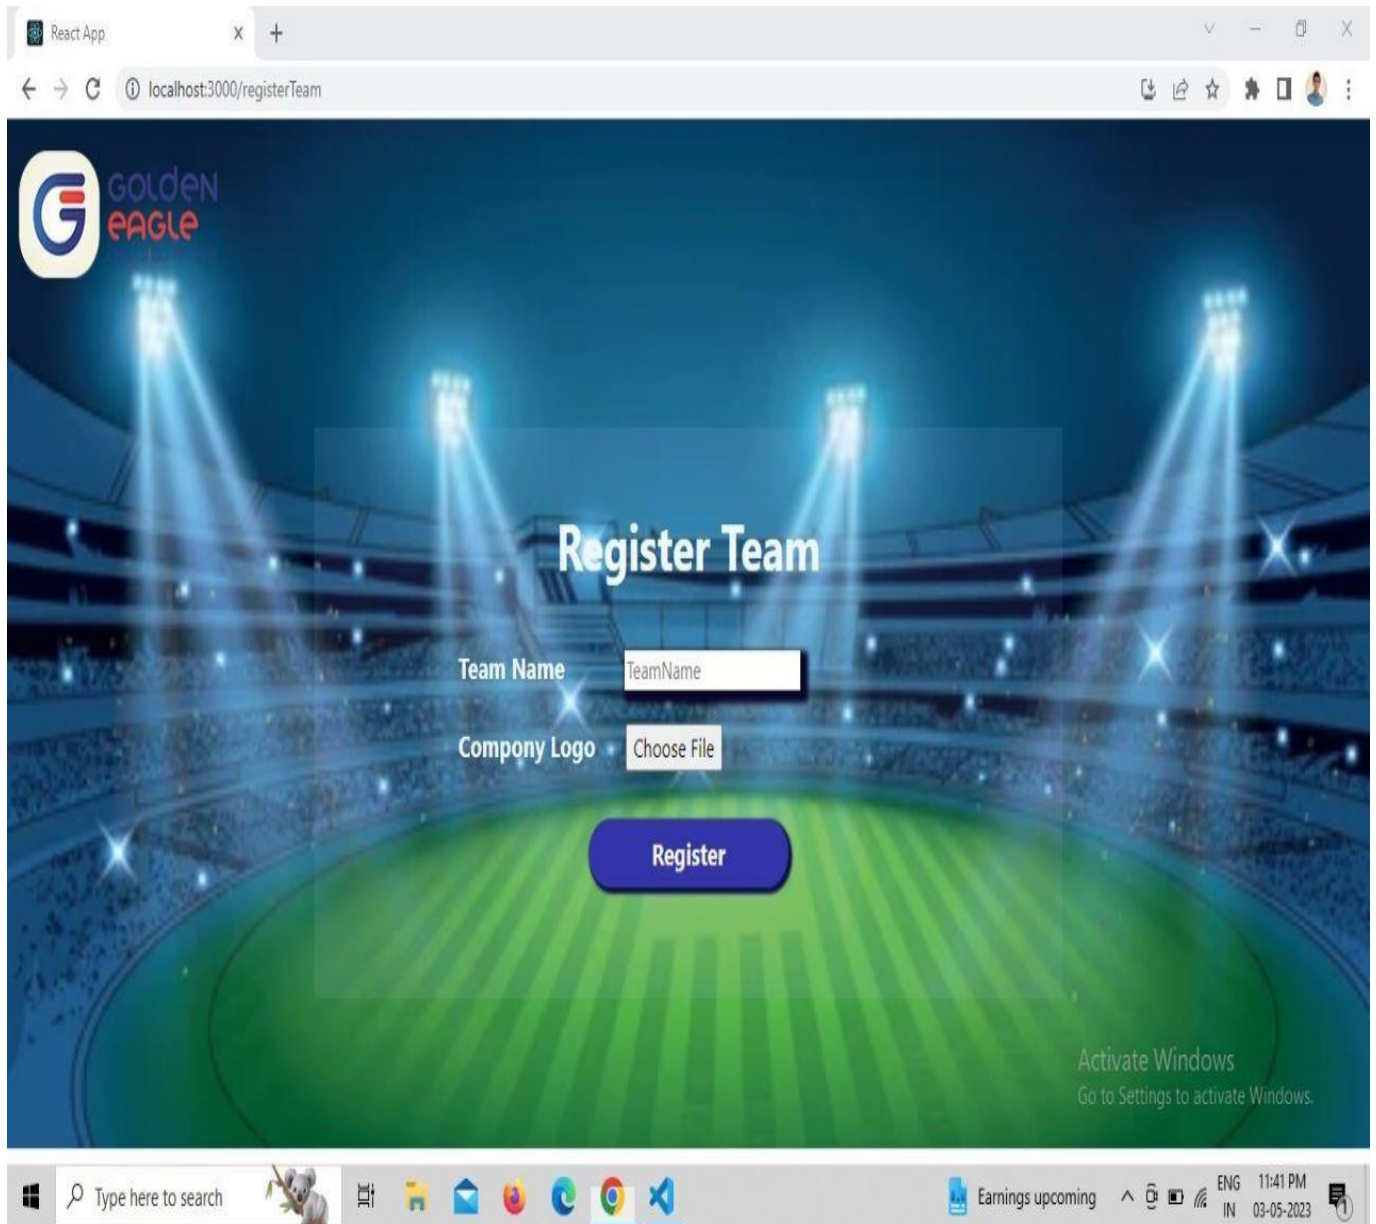 React App
localhost:3000/registerTeam
GOLDEN
EAGLE
Register Team
Team Name
TeamName
Compony Logo
Choose File
Register
Activate Windows
Go to Settings to activate Windows.
Type here to search
Earnings upcoming
ENG
IN
11:41 PM
03-05-2023
1